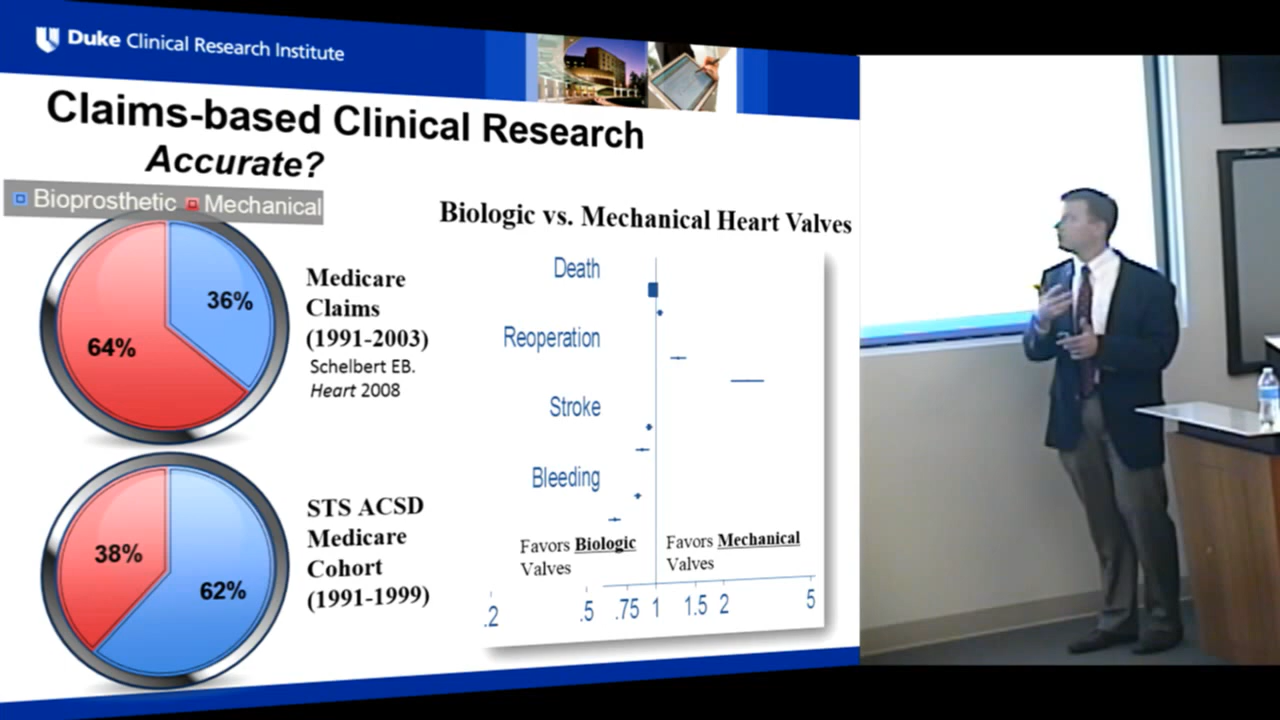 Duke Clinical Research Institute
Claims-based Clinical Research
Accurate?
Bioprosthetic Mechanical
36%
64%
Medicare
Claims
(1991-2003)
Schelbert EB.
Heart 2008
38%
62%
STS ACSD
Medicare
Cohort
(1991-1999)
Biologic vs. Mechanical Heart Valves
Death
Reoperation
Stroke
Bleeding
Favors Biologic
Valves
Favors Mechanical
Valves
.2 .5 .75 1 1.5 2 5